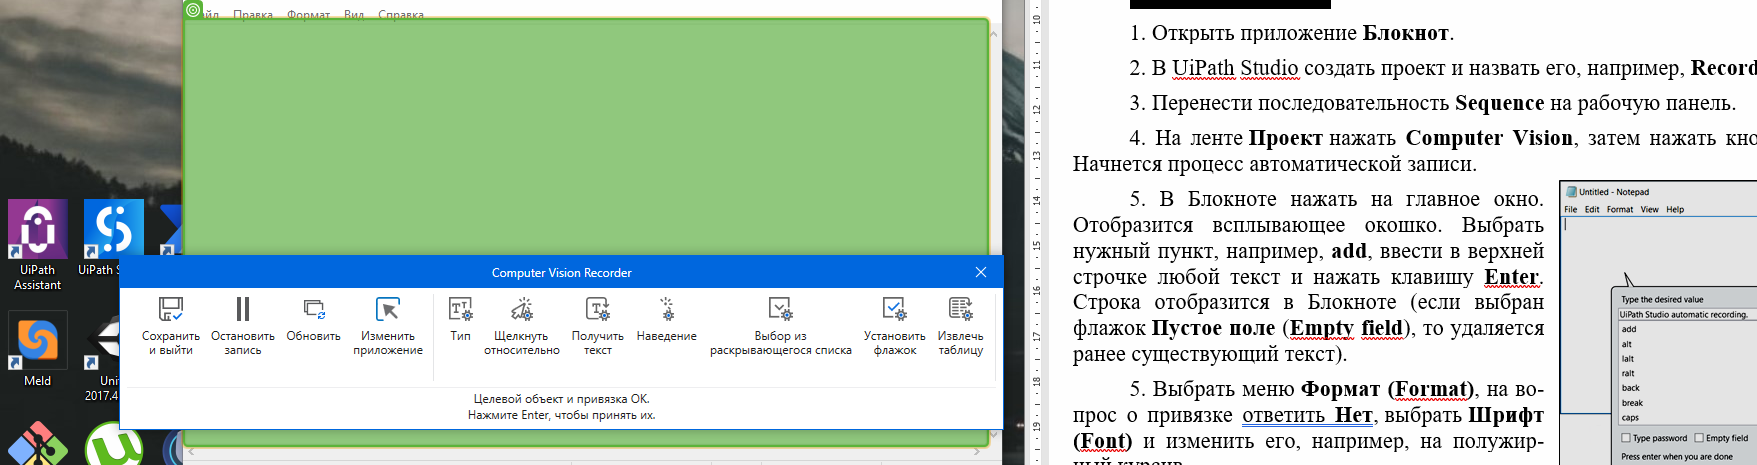 йл Правка Формат Вид Справка
UiPath
Assistant
UiPath S
Meld
Uni
2017.4
Computer Vision Recorder
Сохранить
и выйти
Остановить
запись
Обновить
Изменить
приложение
Тип
Щелкнуть
относительно
Получить
текст
Наведение
Выбор из
раскрывающегося списка
Установить
флажок
Извлечь
таблицу
Целевой объект и привязка ОК.
Нажмите Enter, чтобы принять их.
10
11
12
13
14
15
16
17
18
19
1. Открыть приложение Блокнот.
2. В UiPath Studio создать проект и назвать его, например, Record
3. Перенести последовательность Sequence на рабочую панель.
4. На ленте Проект нажать Computer Vision, затем нажать кно
Начнется процесс автоматической записи.
5. В Блокноте нажать на главное окно.
Отобразится всплывающее окошко. Выбрать
нужный пункт, например, add, ввести в верхней
строчке любой текст и нажать клавишу Enter.
Строка отобразится в Блокноте (если выбран
флажок Пустое поле (Empty field), то удаляется
ранее существующий текст).
5. Выбрать меню Формат (Format), на во-
прос о привязке ответить Нет, выбрать Шрифт
(Font) и изменить его, например, на полужир-
ный курсив.
Untitled - Notepad
File Edit Format View Help
Type the desired value
UiPath Studio automatic recording.
add
alt
lalt
ralt
back
break
caps
Type password Empty field
Press enter when you are done